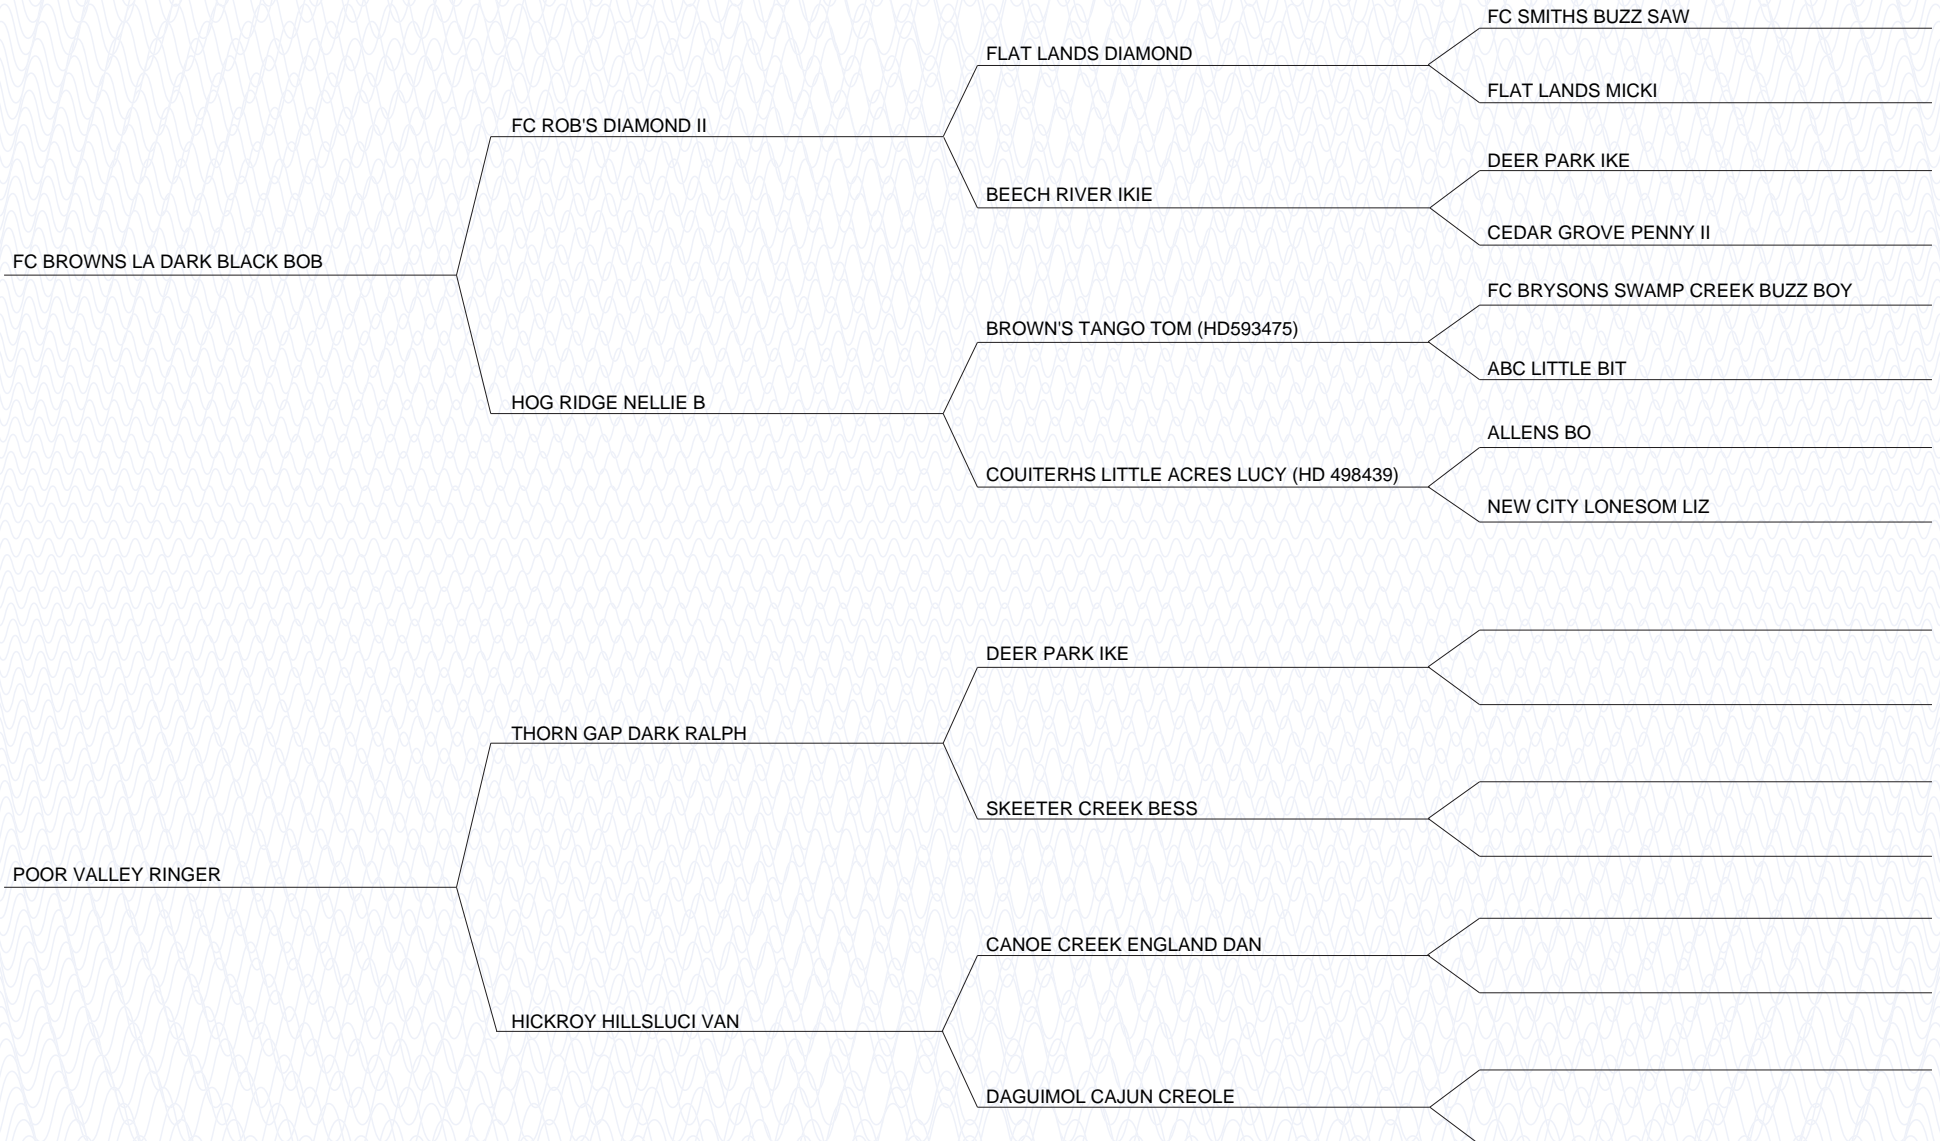 FC SMITHS BUZZ SAW
FLAT LANDS DIAMOND
FLAT LANDS MICKI
FC ROB'S DIAMOND II
DEER PARK IKE
BEECH RIVER IKIE
CEDAR GROVE PENNY II
FC BROWNS LA DARK BLACK BOB
FC BRYSONS SWAMP CREEK BUZZ BOY
BROWN'S TANGO TOM (HD593475)
ABC LITTLE BIT
HOG RIDGE NELLIE B
ALLENS BO
COUITERHS LITTLE ACRES LUCY (HD 498439)
NEW CITY LONESOM LIZ
DEER PARK IKE
THORN GAP DARK RALPH
SKEETER CREEK BESS
POOR VALLEY RINGER
CANOE CREEK ENGLAND DAN
HICKROY HILLSLUCI VAN
DAGUIMOL CAJUN CREOLE